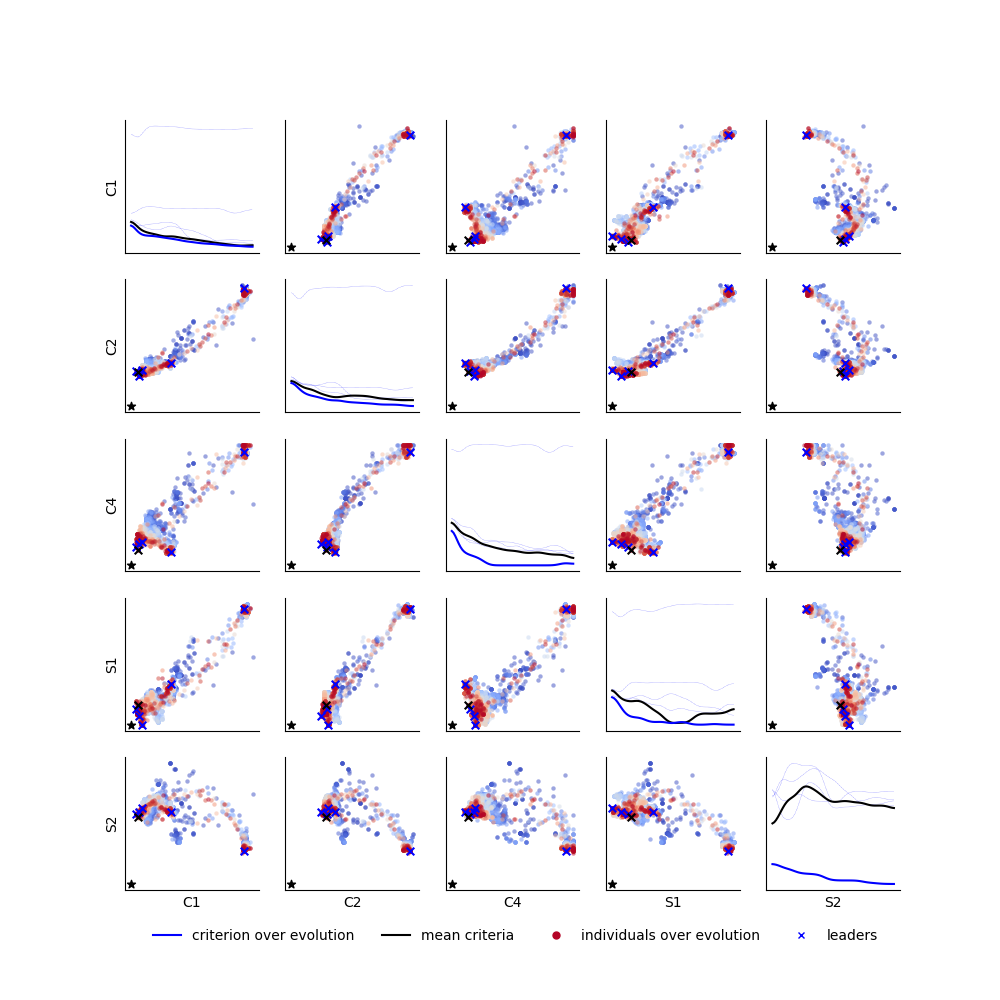 C1
C2
C4
S1
S2
C1 C2 C4 S1 S2
criterion over evolution mean criteria individuals over evolution leaders